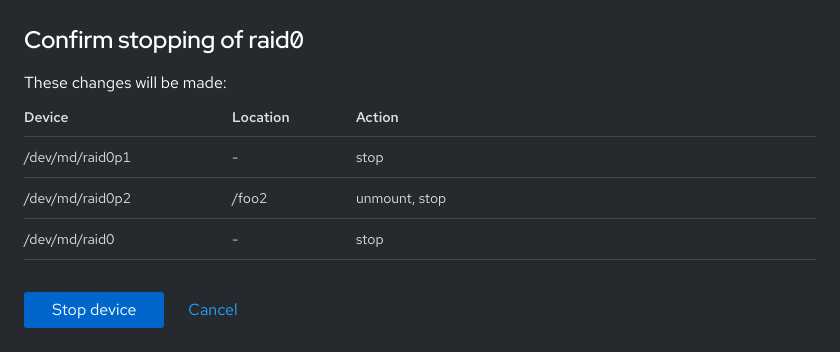 Confirm stopping of raid0
These changes will be made:
Device Location Action
/dev/md/raid0p1 - stop
/dev/md/raid0p2 /foo2 unmount, stop
/dev/md/raid0 - stop
Stop device Cancel